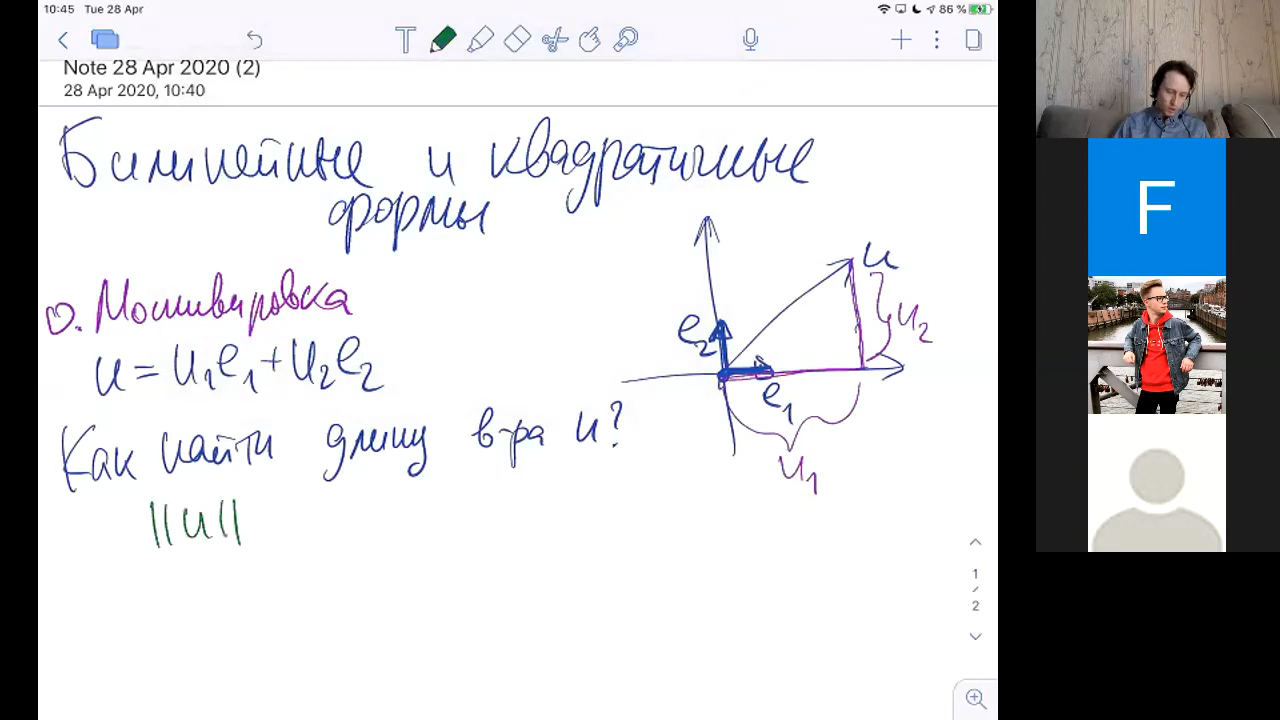 10:45 Tue 28 Apr
86 %
Note 28 Apr 2020 (2)
28 Apr 2020, 10:40
Билинейные и квадратичные
формы
0. Мотивировка
u = u₁e₁ + u₂e₂
Как найти длину в-ра u?
||u||
u
u₂
e₂
e₁
u₁
1
/
2
F